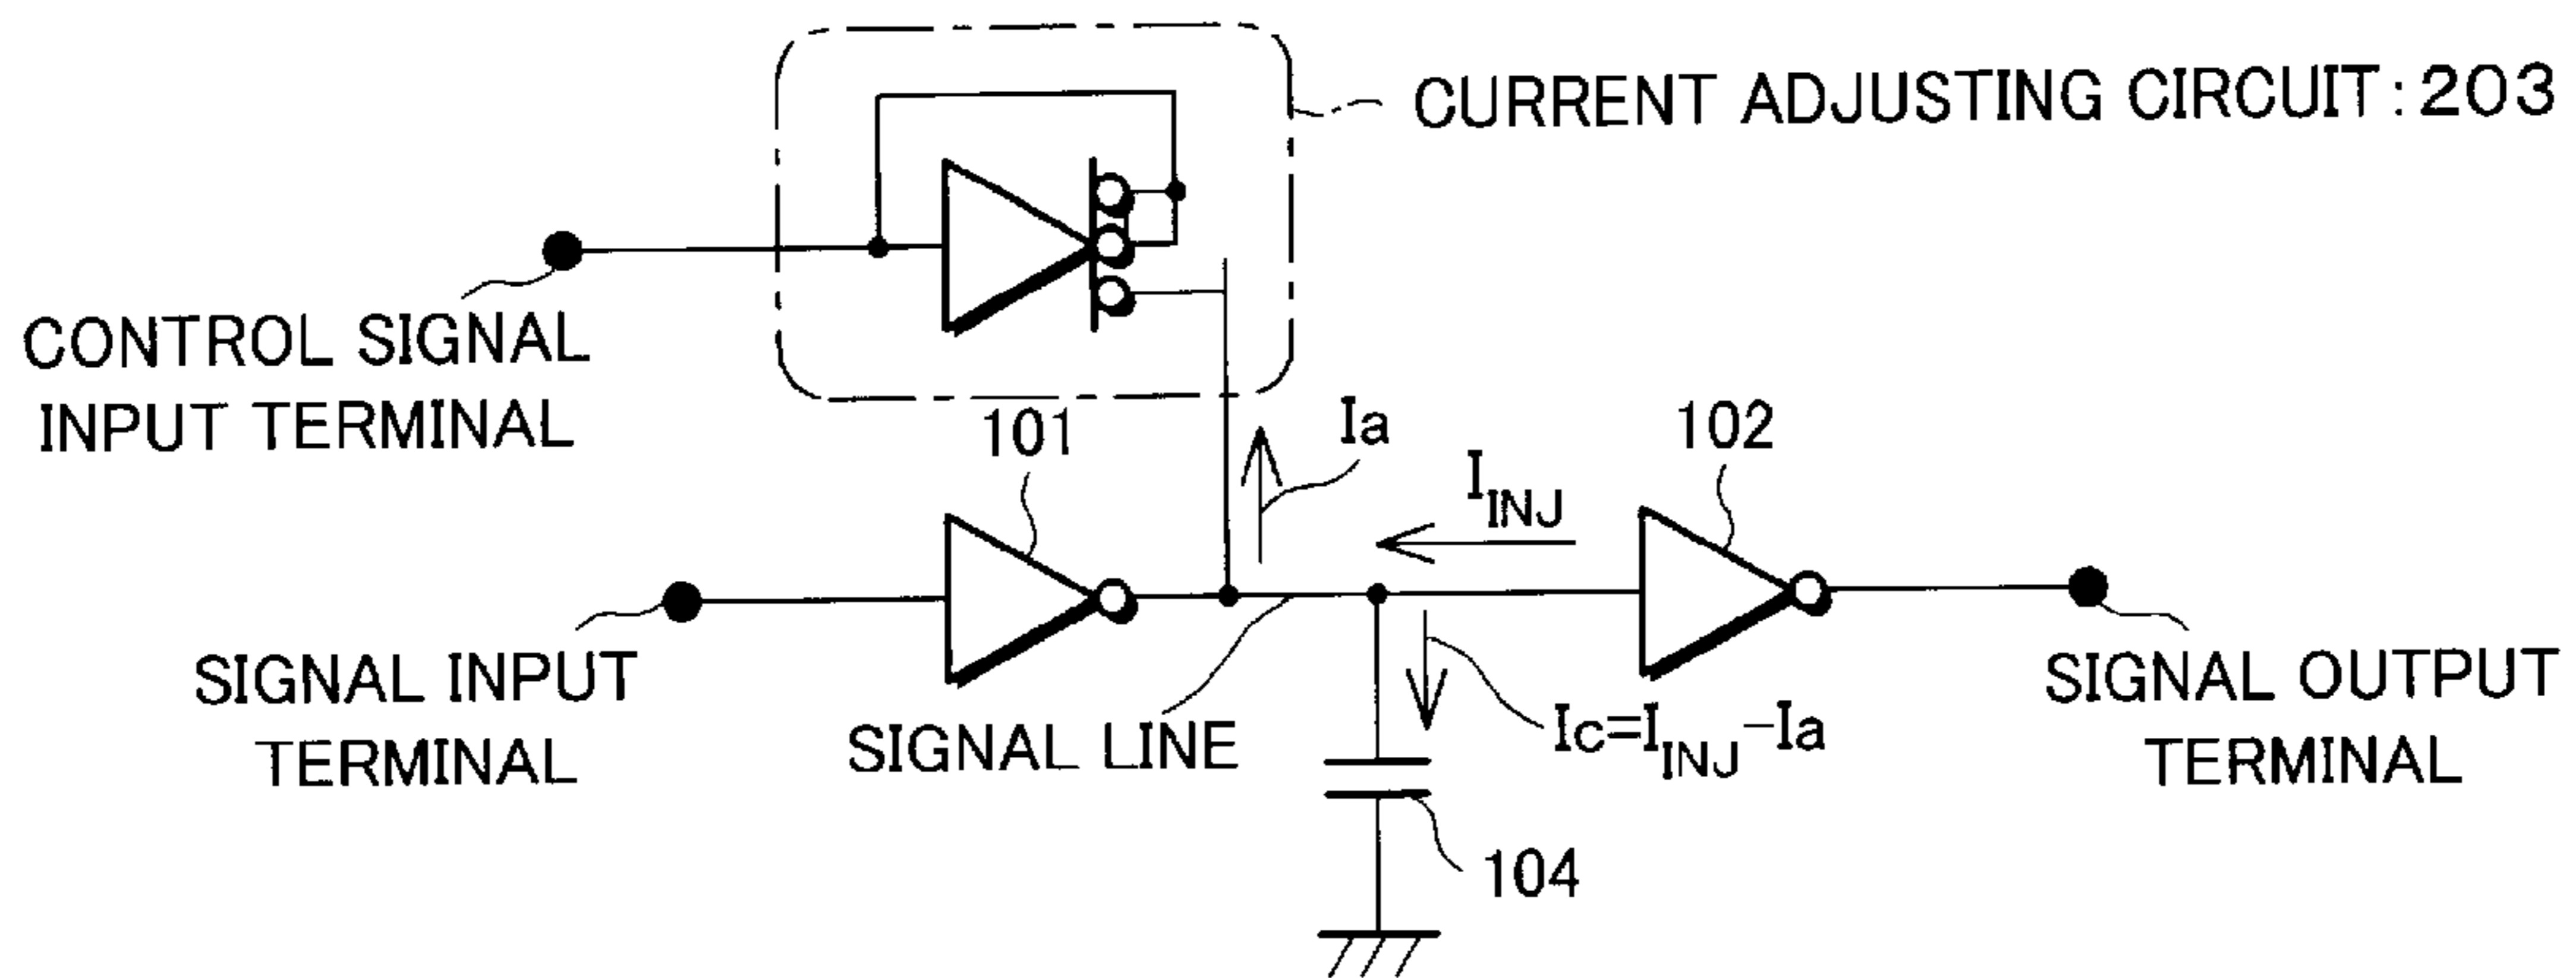 CURRENT ADJUSTING CIRCUIT: 203
CONTROL SIGNAL
INPUT TERMINAL
101
Ia
I_INJ
102
SIGNAL INPUT
TERMINAL
SIGNAL LINE
Ic=I_INJ-Ia
SIGNAL OUTPUT
TERMINAL
104